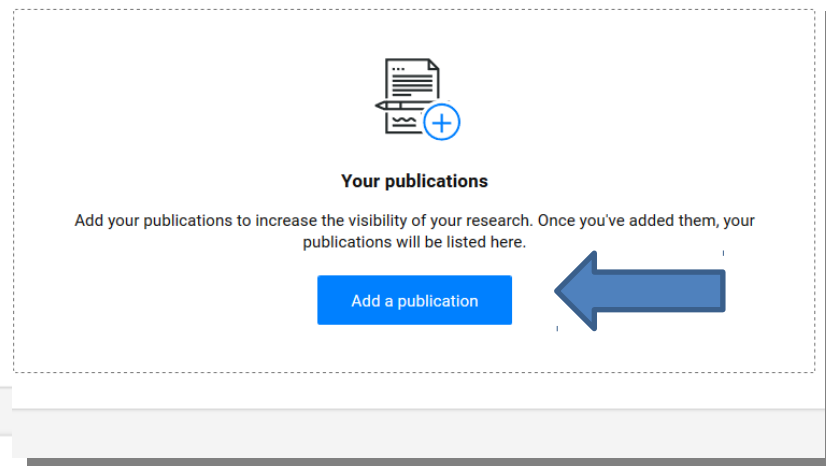 Your publications
Add your publications to increase the visibility of your research. Once you've added them, your
publications will be listed here.
Add a publication